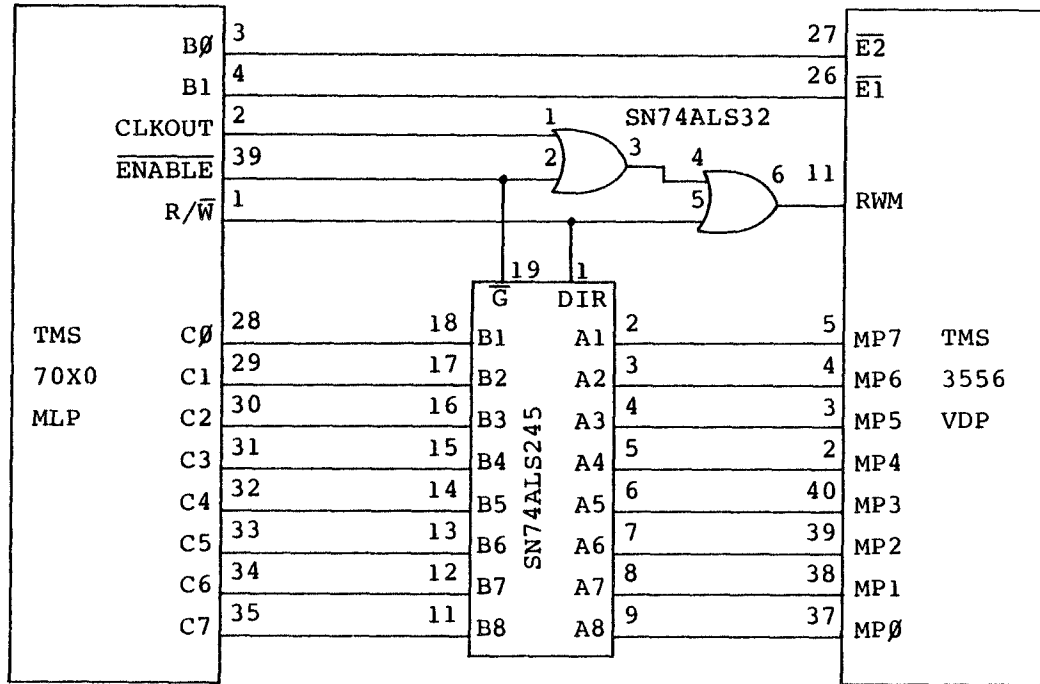 BØ 3 27 E2
B1 4 26 E1
CLKOUT 2 1 SN74ALS32
ENABLE 39 2 3 4 6 11
R/W 1 5 RWM
19 1
G DIR
TMS CØ 28 18 B1 A1 2 5 MP7 TMS
70X0 C1 29 17 B2 A2 3 4 MP6 3556
MLP C2 30 16 B3 A3 4 3 MP5 VDP
C3 31 15 B4 A4 5 2 MP4
C4 32 14 B5 A5 6 40 MP3
C5 33 13 B6 A6 7 39 MP2
C6 34 12 B7 A7 8 38 MP1
C7 35 11 B8 A8 9 37 MPØ
SN74ALS245